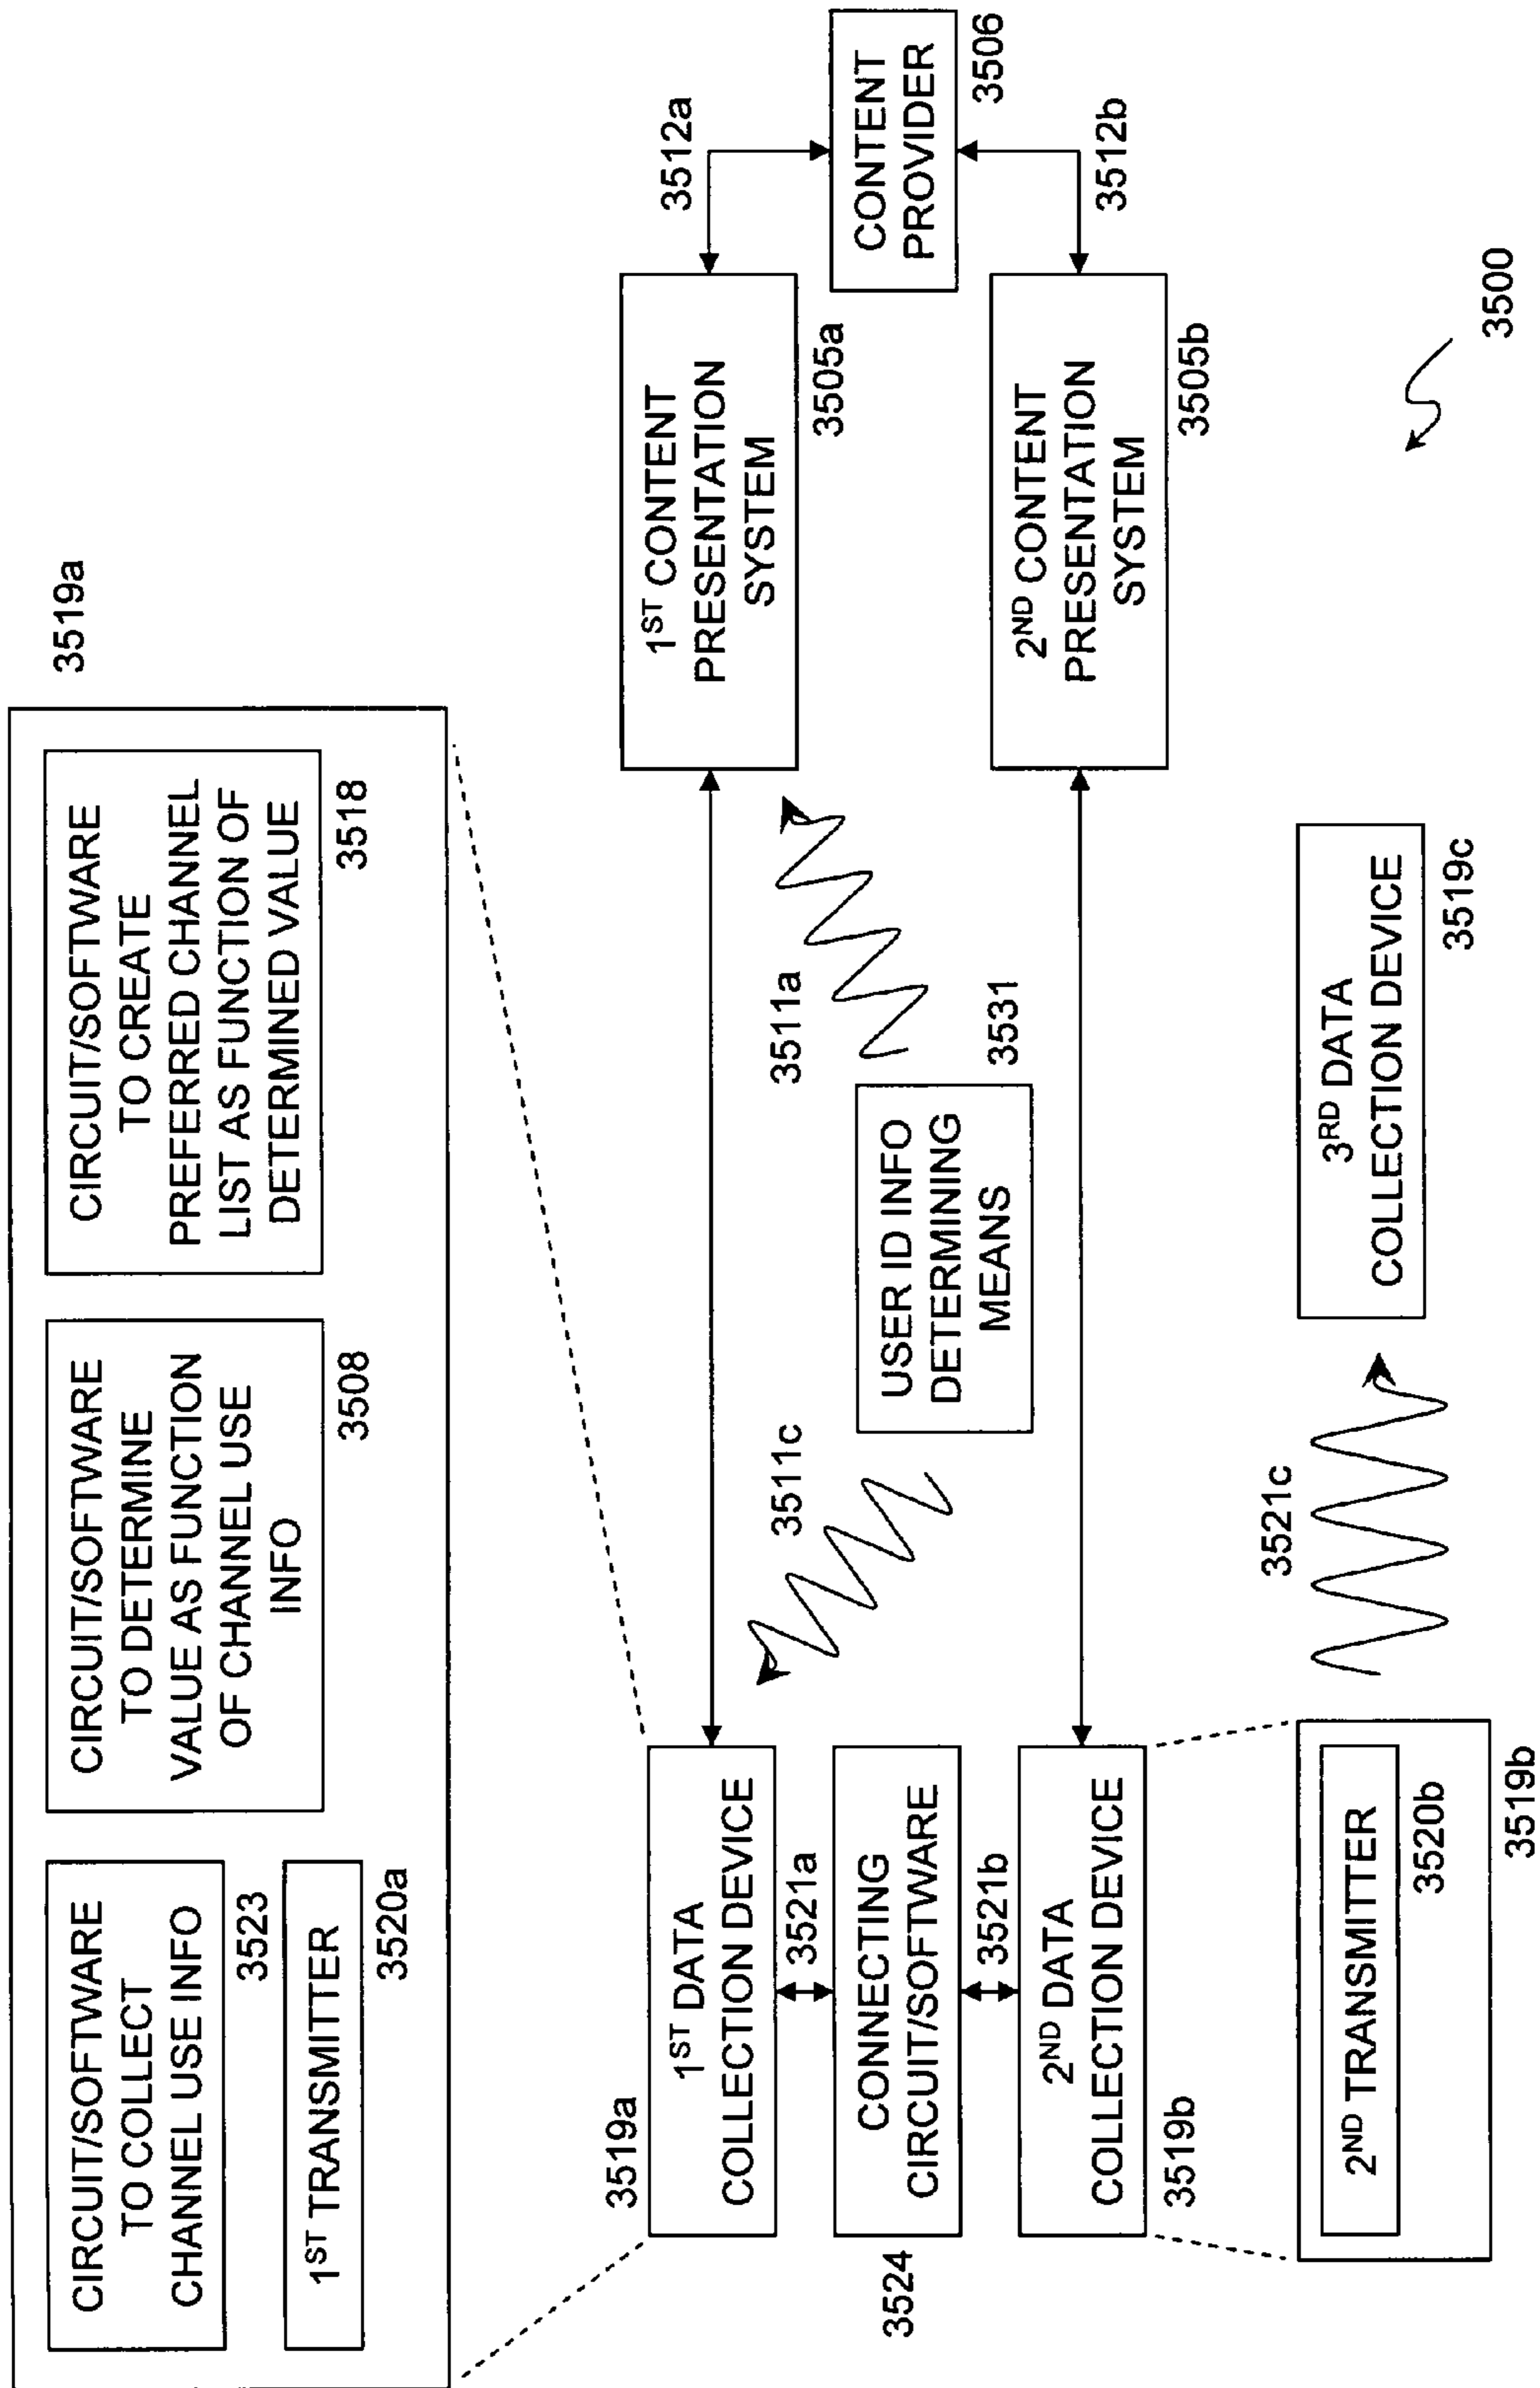 3519a
CIRCUIT/SOFTWARE
TO COLLECT
CHANNEL USE INFO
3523
1ST TRANSMITTER
3520a
CIRCUIT/SOFTWARE
TO DETERMINE
VALUE AS FUNCTION
OF CHANNEL USE
INFO
3508
CIRCUIT/SOFTWARE
TO CREATE
PREFERRED CHANNEL
LIST AS FUNCTION OF
DETERMINED VALUE
3518
3519a
1ST DATA
COLLECTION DEVICE
3521a
3524
CONNECTING
CIRCUIT/SOFTWARE
3521b
2ND DATA
COLLECTION DEVICE
3519b
3511c
USER ID INFO
DETERMINING
MEANS
3531
3511a
1ST CONTENT
PRESENTATION
SYSTEM
3505a
3512a
CONTENT
PROVIDER
3506
3512b
2ND CONTENT
PRESENTATION
SYSTEM
3505b
2ND TRANSMITTER
3520b
3519b
3521c
3RD DATA
COLLECTION DEVICE
3519c
3500